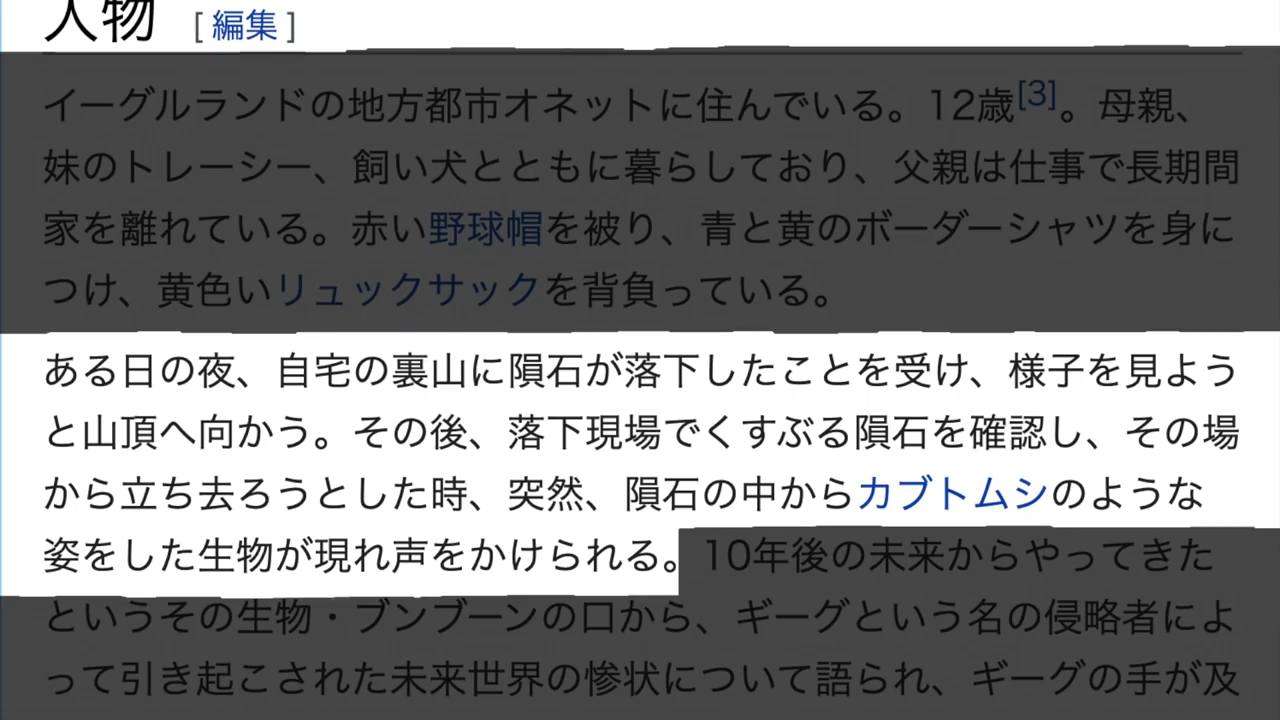 人物 [ 編集 ]
イーグルランドの地方都市オネットに住んでいる。12歳[3]。母親、
妹のトレーシー、飼い犬とともに暮らしており、父親は仕事で長期間
家を離れている。赤い野球帽を被り、青と黄のボーダーシャツを身に
つけ、黄色いリュックサックを背負っている。
ある日の夜、自宅の裏山に隕石が落下したことを受け、様子を見よう
と山頂へ向かう。その後、落下現場でくすぶる隕石を確認し、その場
から立ち去ろうとした時、突然、隕石の中からカブトムシのような
姿をした生物が現れ声をかけられる。10年後の未来からやってきた
というその生物・ブンブーンの口から、ギーグという名の侵略者によ
って引き起こされた未来世界の惨状について語られ、ギーグの手が及